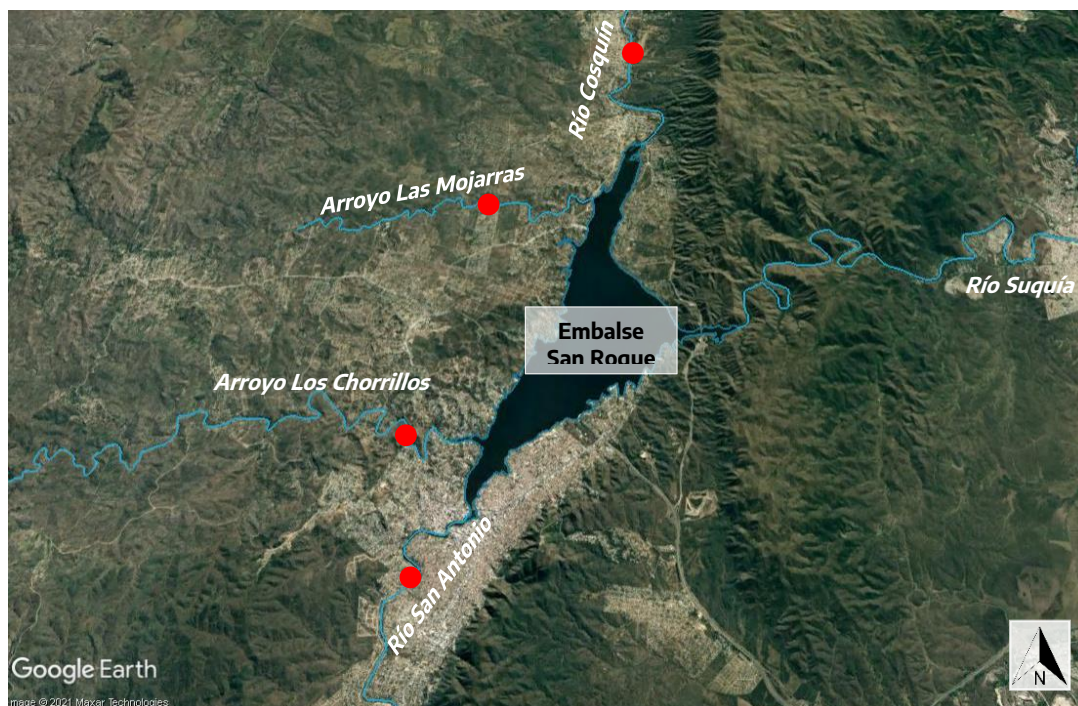 Río Cosquín
Arroyo Las Mojarras
Río Suquía
Embalse
San Roque
Arroyo Los Chorrillos
Río San Antonio
Google Earth
N
mage © 2021 Maxar Technologies